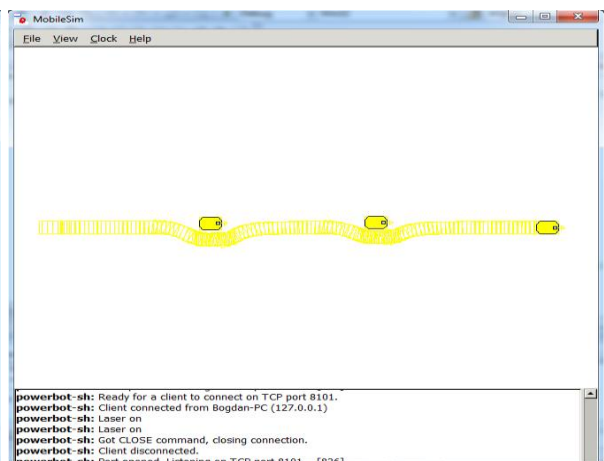 MobileSim
File View Clock Help
powerbot-sh: Ready for a client to connect on TCP port 8101.
powerbot-sh: Client connected from Bogdan-PC (127.0.0.1)
powerbot-sh: Laser on
powerbot-sh: Laser on
powerbot-sh: Got CLOSE command, closing connection.
powerbot-sh: Client disconnected.